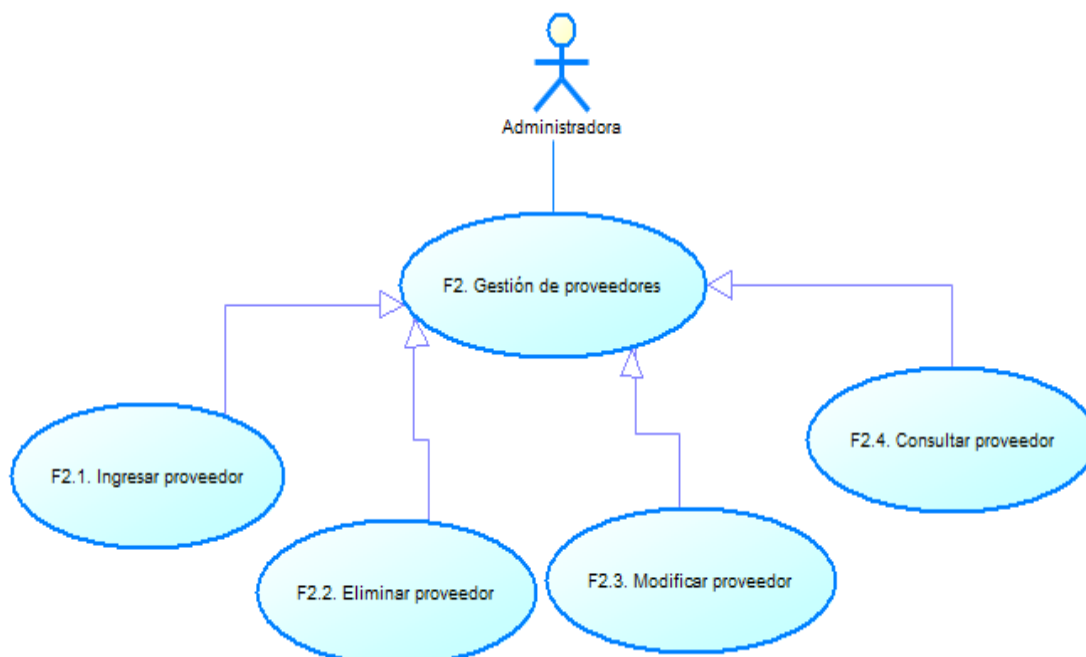 Administradora
F2. Gestión de proveedores
F2.1. Ingresar proveedor
F2.4. Consultar proveedor
F2.2. Eliminar proveedor
F2.3. Modificar proveedor